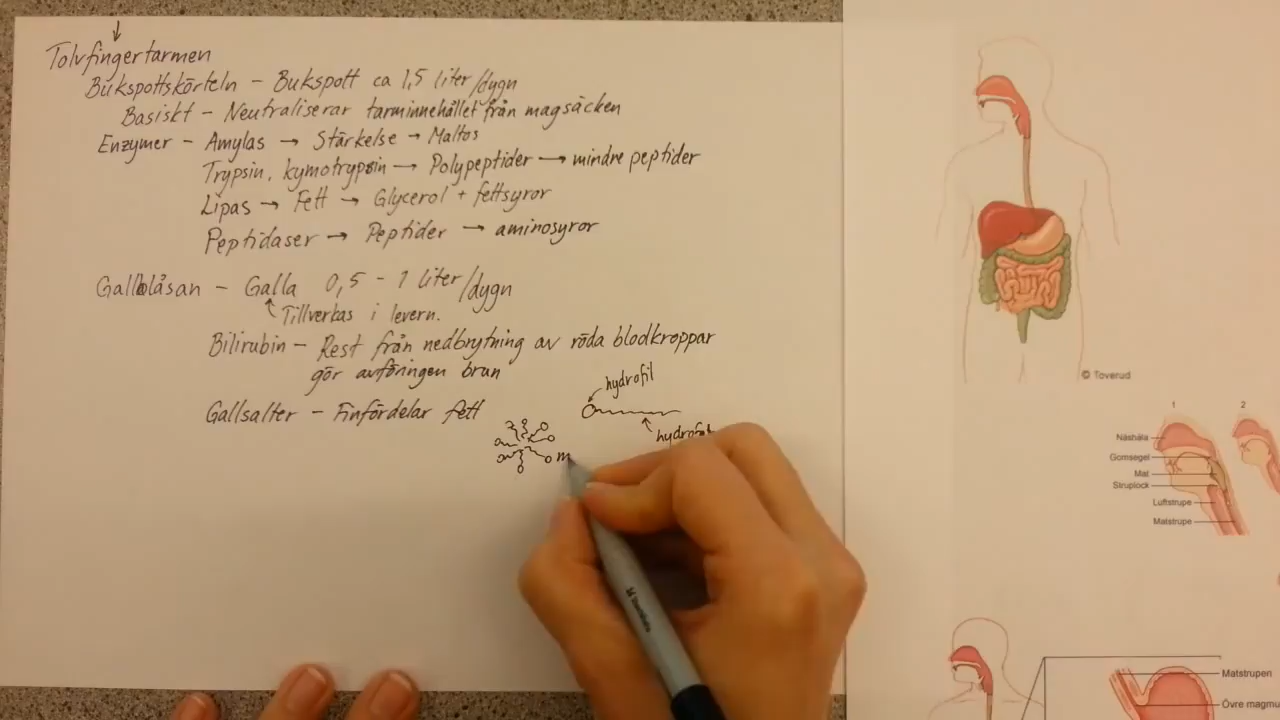 Tolvfingertarmen
Bukspottskörteln - Bukspott ca 1,5 liter/dygn
Basiskt - Neutraliserar tarminnehållet från magsäcken
Enzymer - Amylas → Stärkelse → Maltos
Trypsin, kymotrypsin → Polypeptider → mindre peptider
Lipas → Fett → Glycerol + fettsyror
Peptidaser → Peptider → aminosyror
Gallblåsan - Galla 0,5 - 1 liter/dygn
Tillverkas i levern.
Bilirubin - Rest från nedbrytning av röda blodkroppar
gör avföringen brun
hydrofil
Gallsalter - Finfördelar fett
m
© Toverud
1 2
Näshåla
Gomsegel
Mat
Struplock
Luftstrupe
Matstrupe
Matstrupen